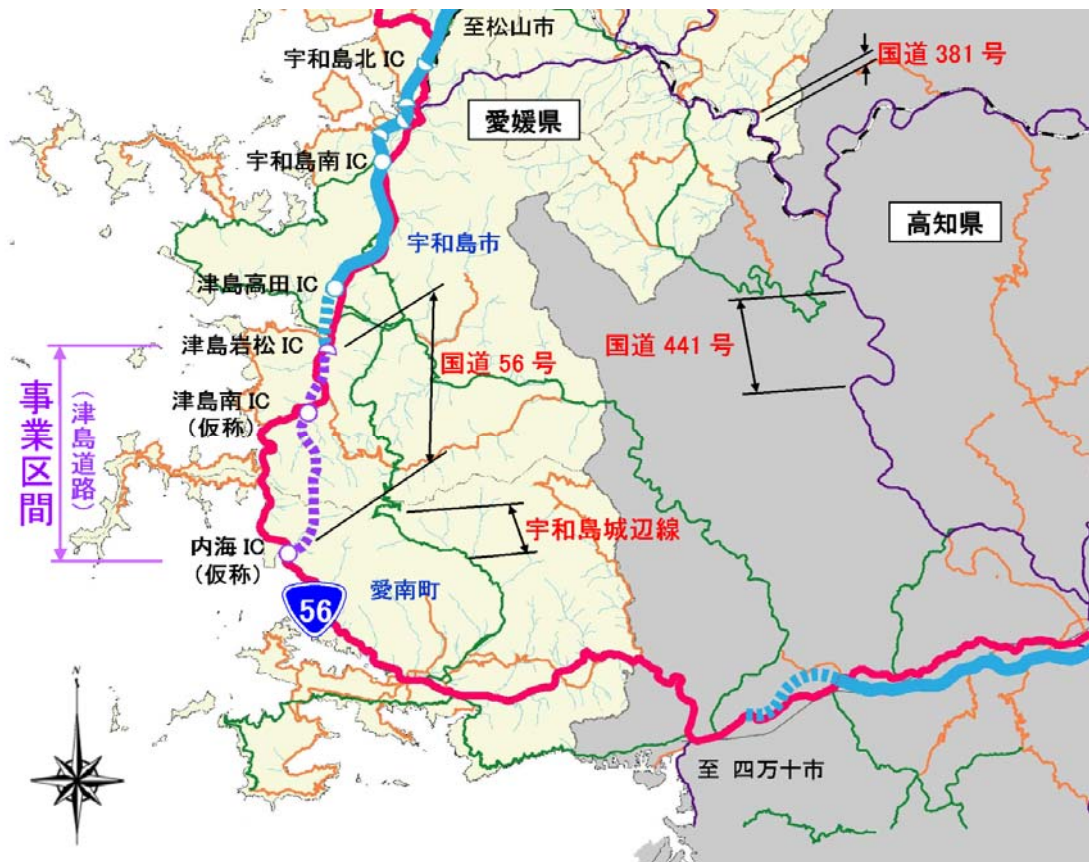 至松山市
宇和島北 IC
国道 381 号
愛媛県
宇和島南 IC
高知県
宇和島市
津島高田 IC
津島岩松 IC
国道 56 号
国道 441 号
事業区間
(津島道路)
津島南 IC
(仮称)
宇和島城辺線
内海 IC
(仮称)
愛南町
56
至 四万十市